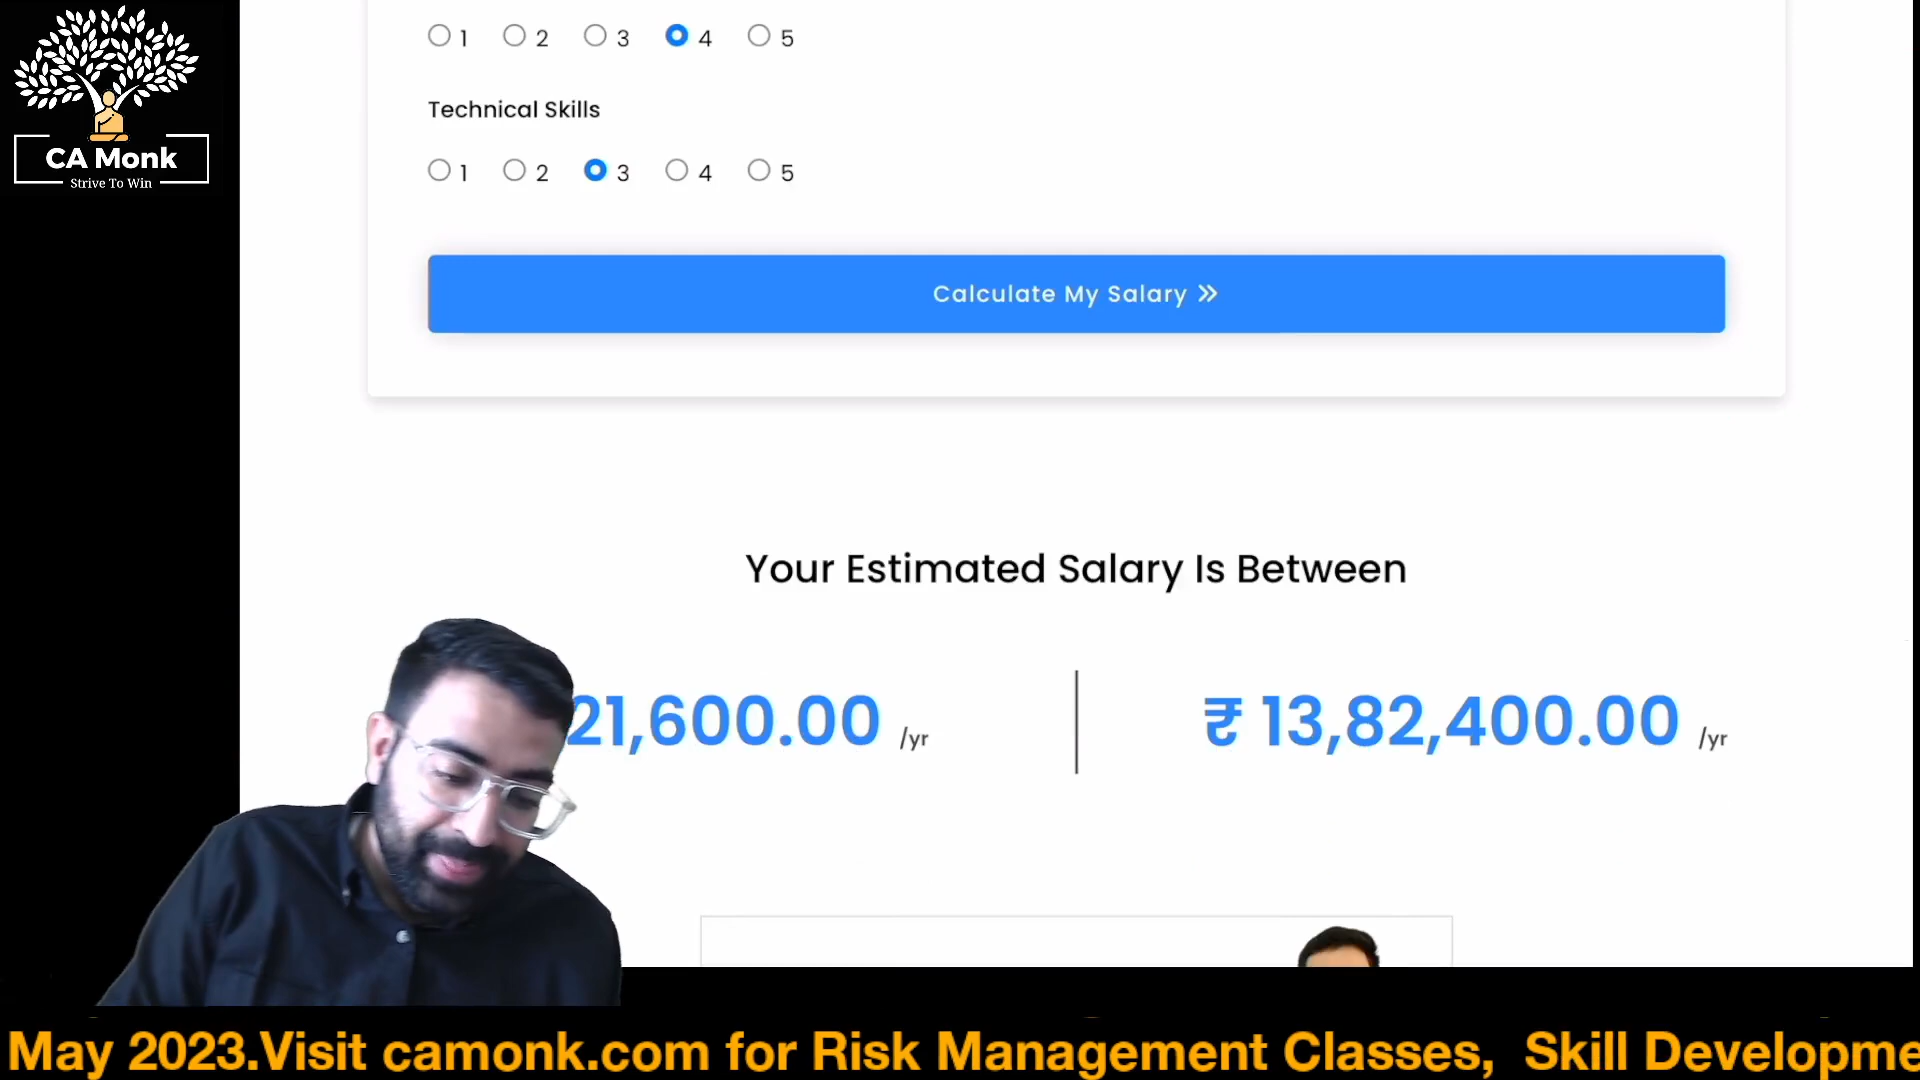 CA Monk
Strive To Win
1 2 3 4 5
Technical Skills
1 2 3 4 5
Calculate My Salary
Your Estimated Salary Is Between
21,600.00 /yr
₹ 13,82,400.00 /yr
May 2023.Visit camonk.com for Risk Management Classes, Skill Developme